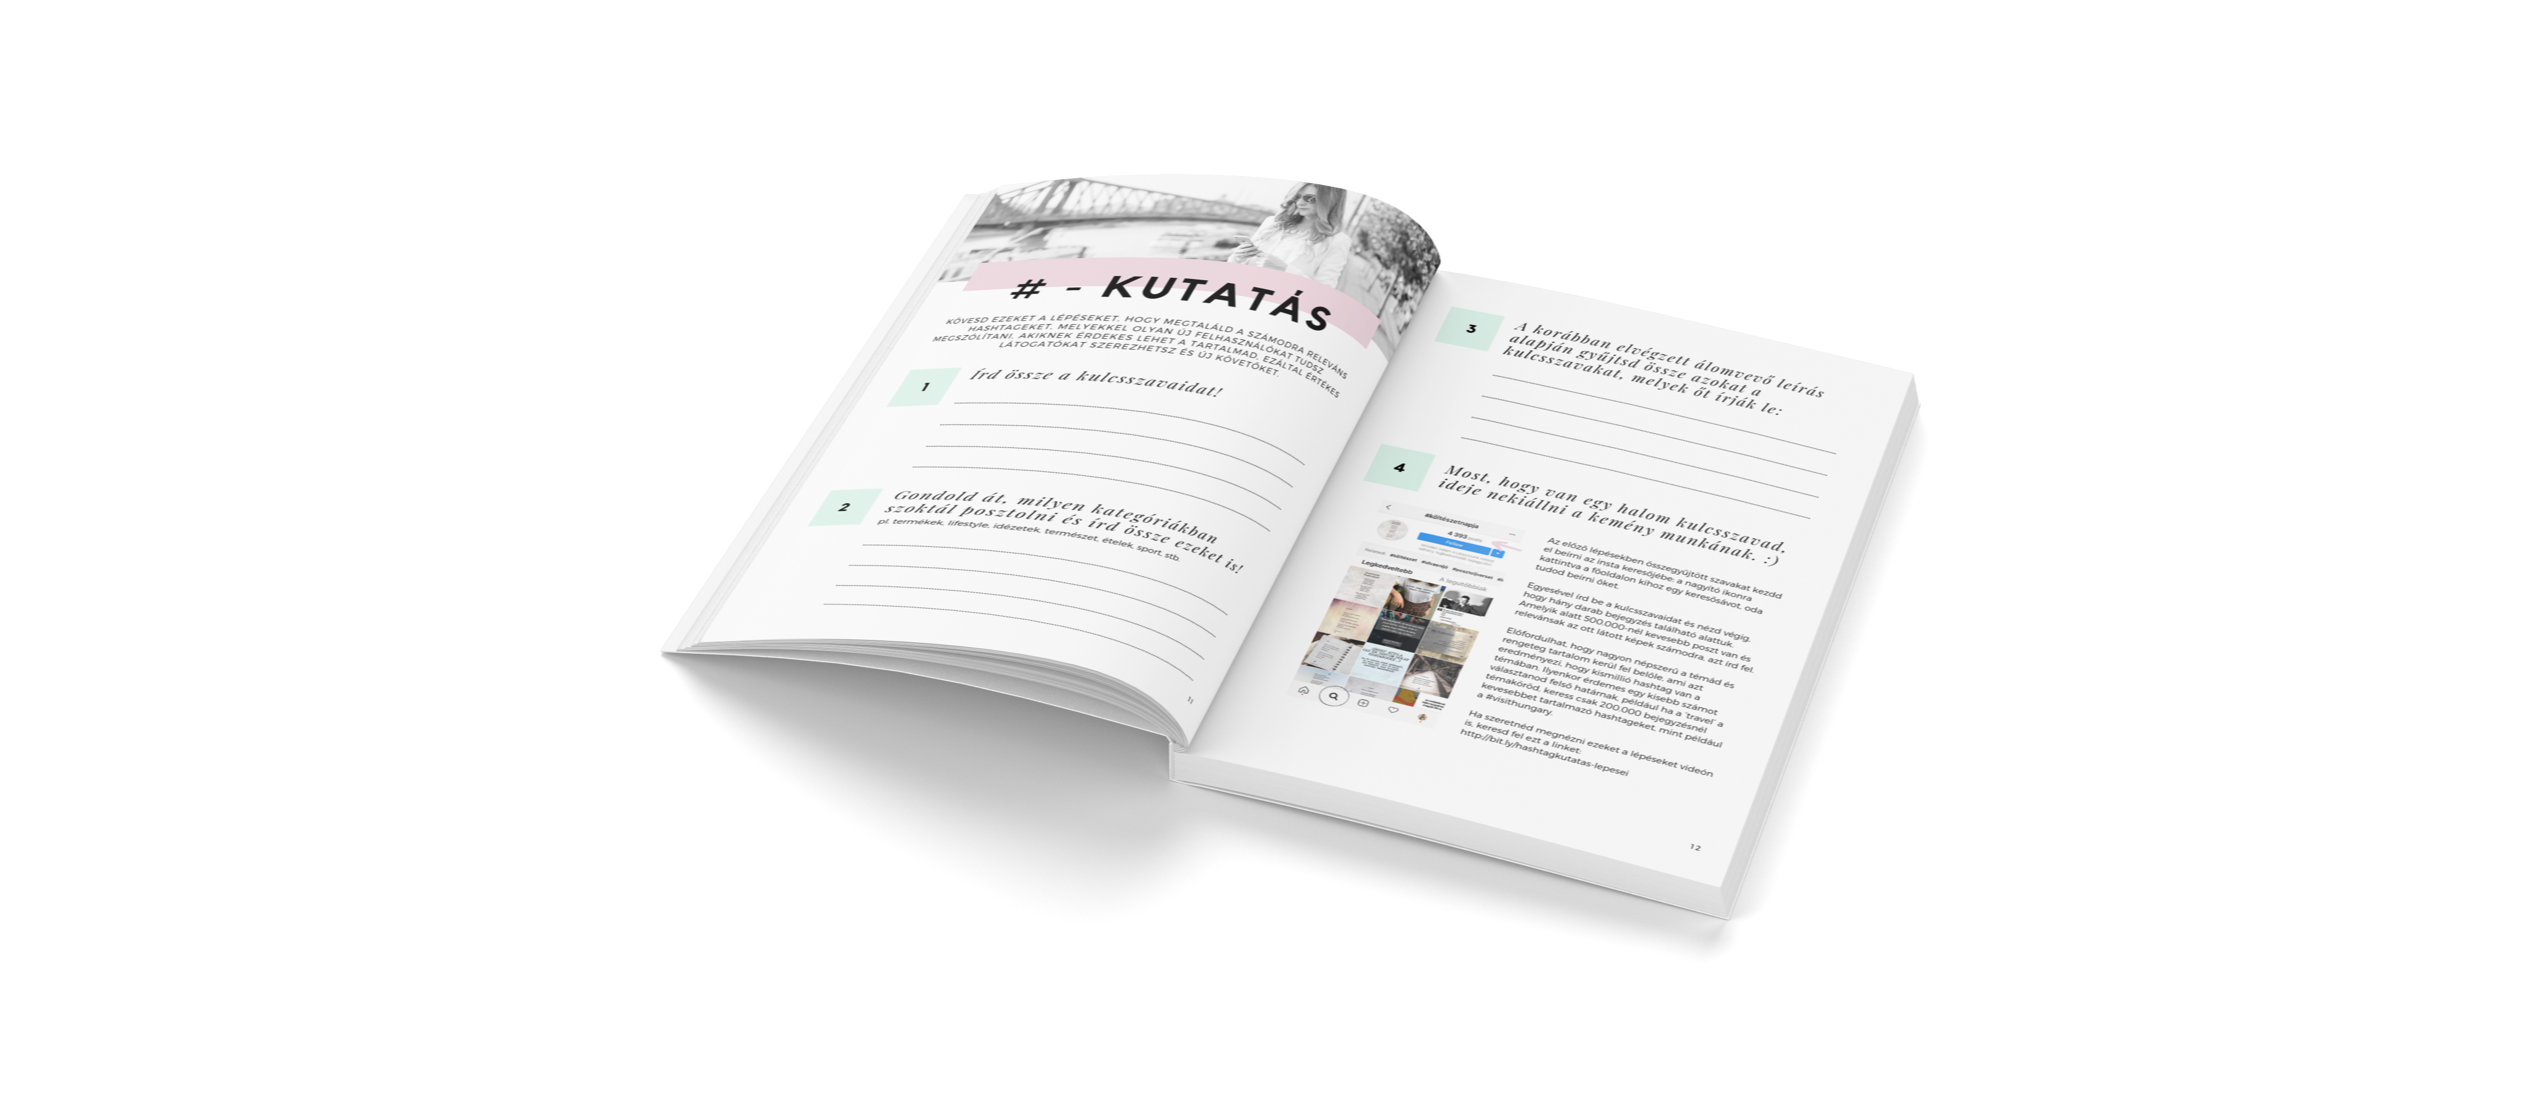 # - KUTATÁS
KÖVESD EZEKET A LÉPÉSEKET, HOGY MEGTALÁLD A SZÁMODRA RELEVÁNS
HASHTAGEKET, MELYEKKEL OLYAN ÚJ FELHASZNÁLÓKAT TUDSZ
MEGSZÓLÍTANI, AKIKNEK ÉRDEKES LEHET A TARTALMAD, EZÁLTAL ÉRTÉKES
LÁTOGATÓKAT SZEREZHETSZ ÉS ÚJ KÖVETŐKET.
1
Írd össze a kulcsszavaidat!
2
Gondold át, milyen kategóriákban
szoktál posztolni és írd össze ezeket is!
pl. termékek, lifestyle, idézetek, természet, ételek, sport, stb.
11
3
A korábban elvégzett álomvevő leírás
alapján gyűjtsd össze azokat a
kulcsszavakat, melyek őt írják le:
4
Most, hogy van egy halom kulcsszavad,
ideje nekiállni a kemény munkának. :)
#költészetnapja
4 393
Legkedveltebb
A legutóbbiak
Az előző lépésekben összegyűjtött szavakat kezdd
el beírni az insta keresőjébe: a nagyító ikonra
kattintva a főoldalon kihoz egy keresősávot, oda
tudod beírni őket.
Egyesével írd be a kulcsszavaidat és nézd végig,
hogy hány darab bejegyzés található alattuk.
Amelyik alatt 500.000-nél kevesebb poszt van és
relevánsak az ott látott képek számodra, azt írd fel.
Előfordulhat, hogy nagyon népszerű a témád és
rengeteg tartalom kerül fel belőle, ami azt
eredményezi, hogy kismillió hashtag van a
témában. Ilyenkor érdemes egy kisebb számot
választanod felső határnak, például ha a 'travel' a
témaköröd, keress csak 200.000 bejegyzésnél
kevesebbet tartalmazó hashtageket, mint például
a #visithungary.
Ha szeretnéd megnézni ezeket a lépéseket videón
is, keresd fel ezt a linket:
http://bit.ly/hashtagkutatas-lepesei
12